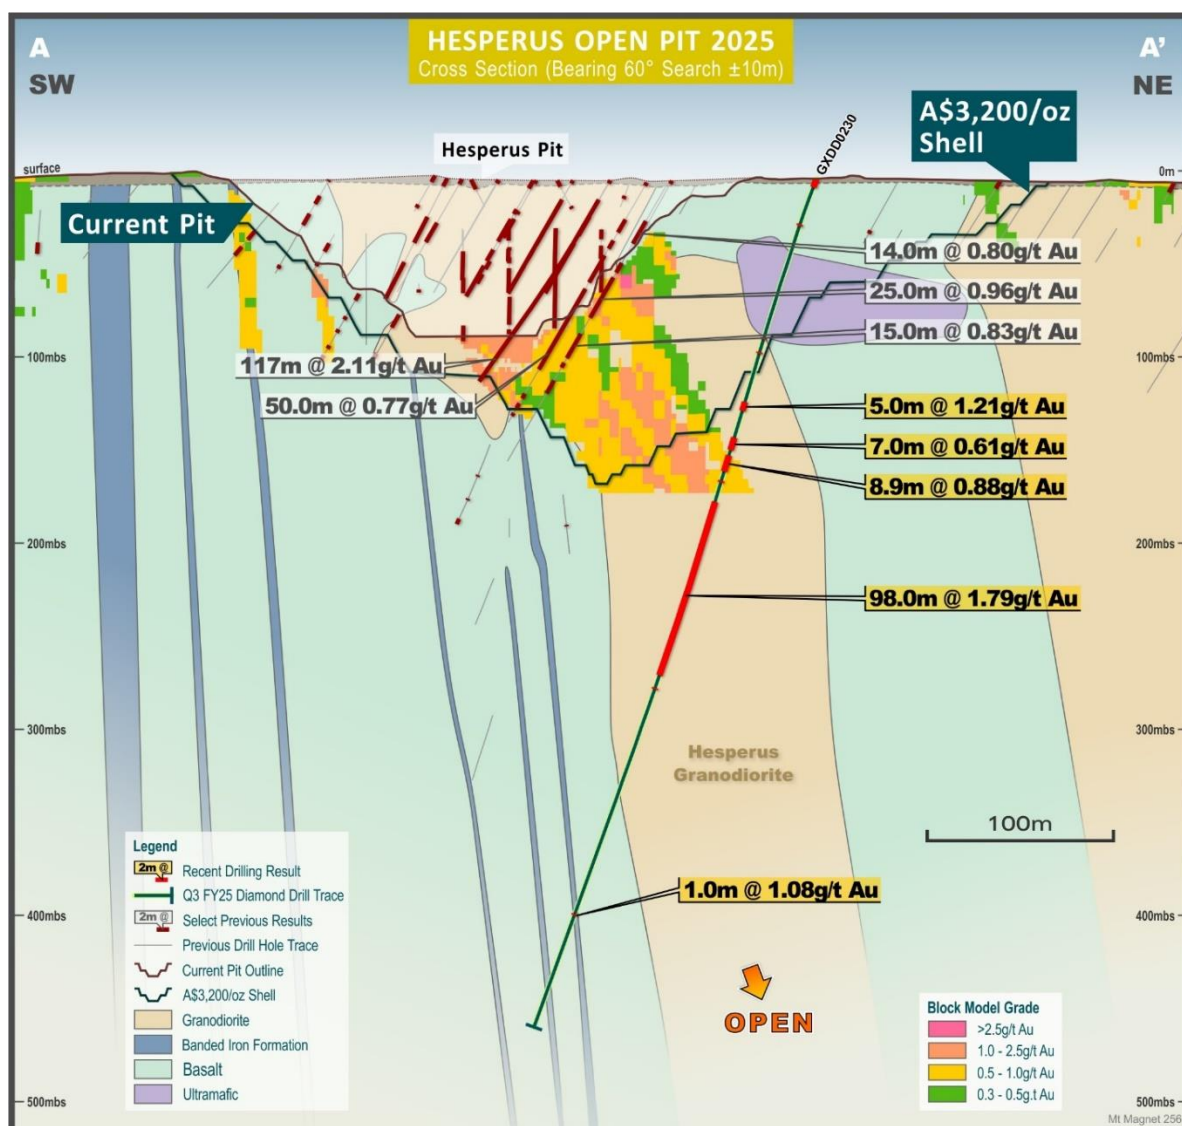 A
SW
HESPERUS OPEN PIT 2025
Cross Section (Bearing 60° Search ±10m)
A'
NE
A$3,200/oz
Shell
GXDD0230
Hesperus Pit
surface
0m
Current Pit
14.0m @ 0.80g/t Au
25.0m @ 0.96g/t Au
15.0m @ 0.83g/t Au
100mbs
117m @ 2.11g/t Au
100mbs
50.0m @ 0.77g/t Au
5.0m @ 1.21g/t Au
7.0m @ 0.61g/t Au
8.9m @ 0.88g/t Au
200mbs
200mbs
98.0m @ 1.79g/t Au
300mbs
300mbs
Hesperus
Granodiorite
100m
1.0m @ 1.08g/t Au
400mbs
400mbs
OPEN
500mbs
500mbs
Legend
2m @
Recent Drilling Result
Q3 FY25 Diamond Drill Trace
2m @
Select Previous Results
Previous Drill Hole Trace
Current Pit Outline
A$3,200/oz Shell
Granodiorite
Banded Iron Formation
Basalt
Ultramafic
Block Model Grade
>2.5g/t Au
1.0 - 2.5g/t Au
0.5 - 1.0g/t Au
0.3 - 0.5g.t Au
Mt Magnet 256